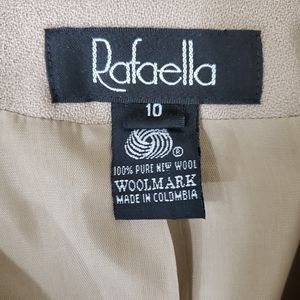 Rafaella
10
®
100% PURE NEW WOOL
WOOLMARK
MADE IN COLOMBIA